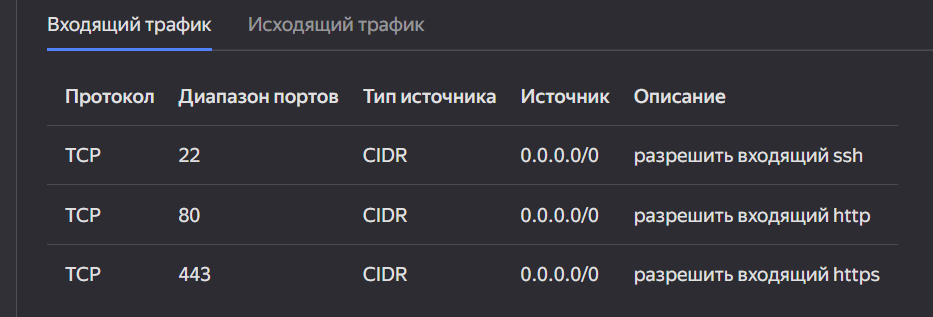 Входящий трафик Исходящий трафик
Протокол Диапазон портов Тип источника Источник Описание
TCP 22 CIDR 0.0.0.0/0 разрешить входящий ssh
TCP 80 CIDR 0.0.0.0/0 разрешить входящий http
TCP 443 CIDR 0.0.0.0/0 разрешить входящий https